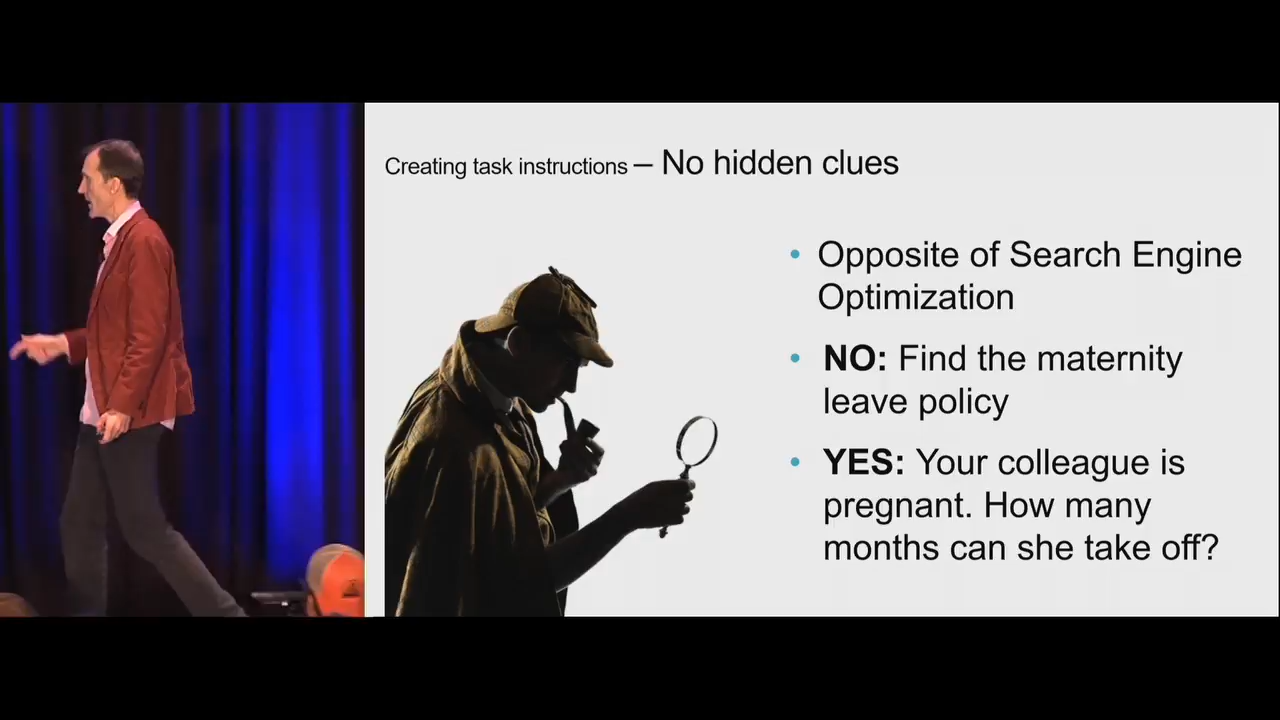 Creating task instructions – No hidden clues
• Opposite of Search Engine
Optimization
• NO: Find the maternity
leave policy
• YES: Your colleague is
pregnant. How many
months can she take off?